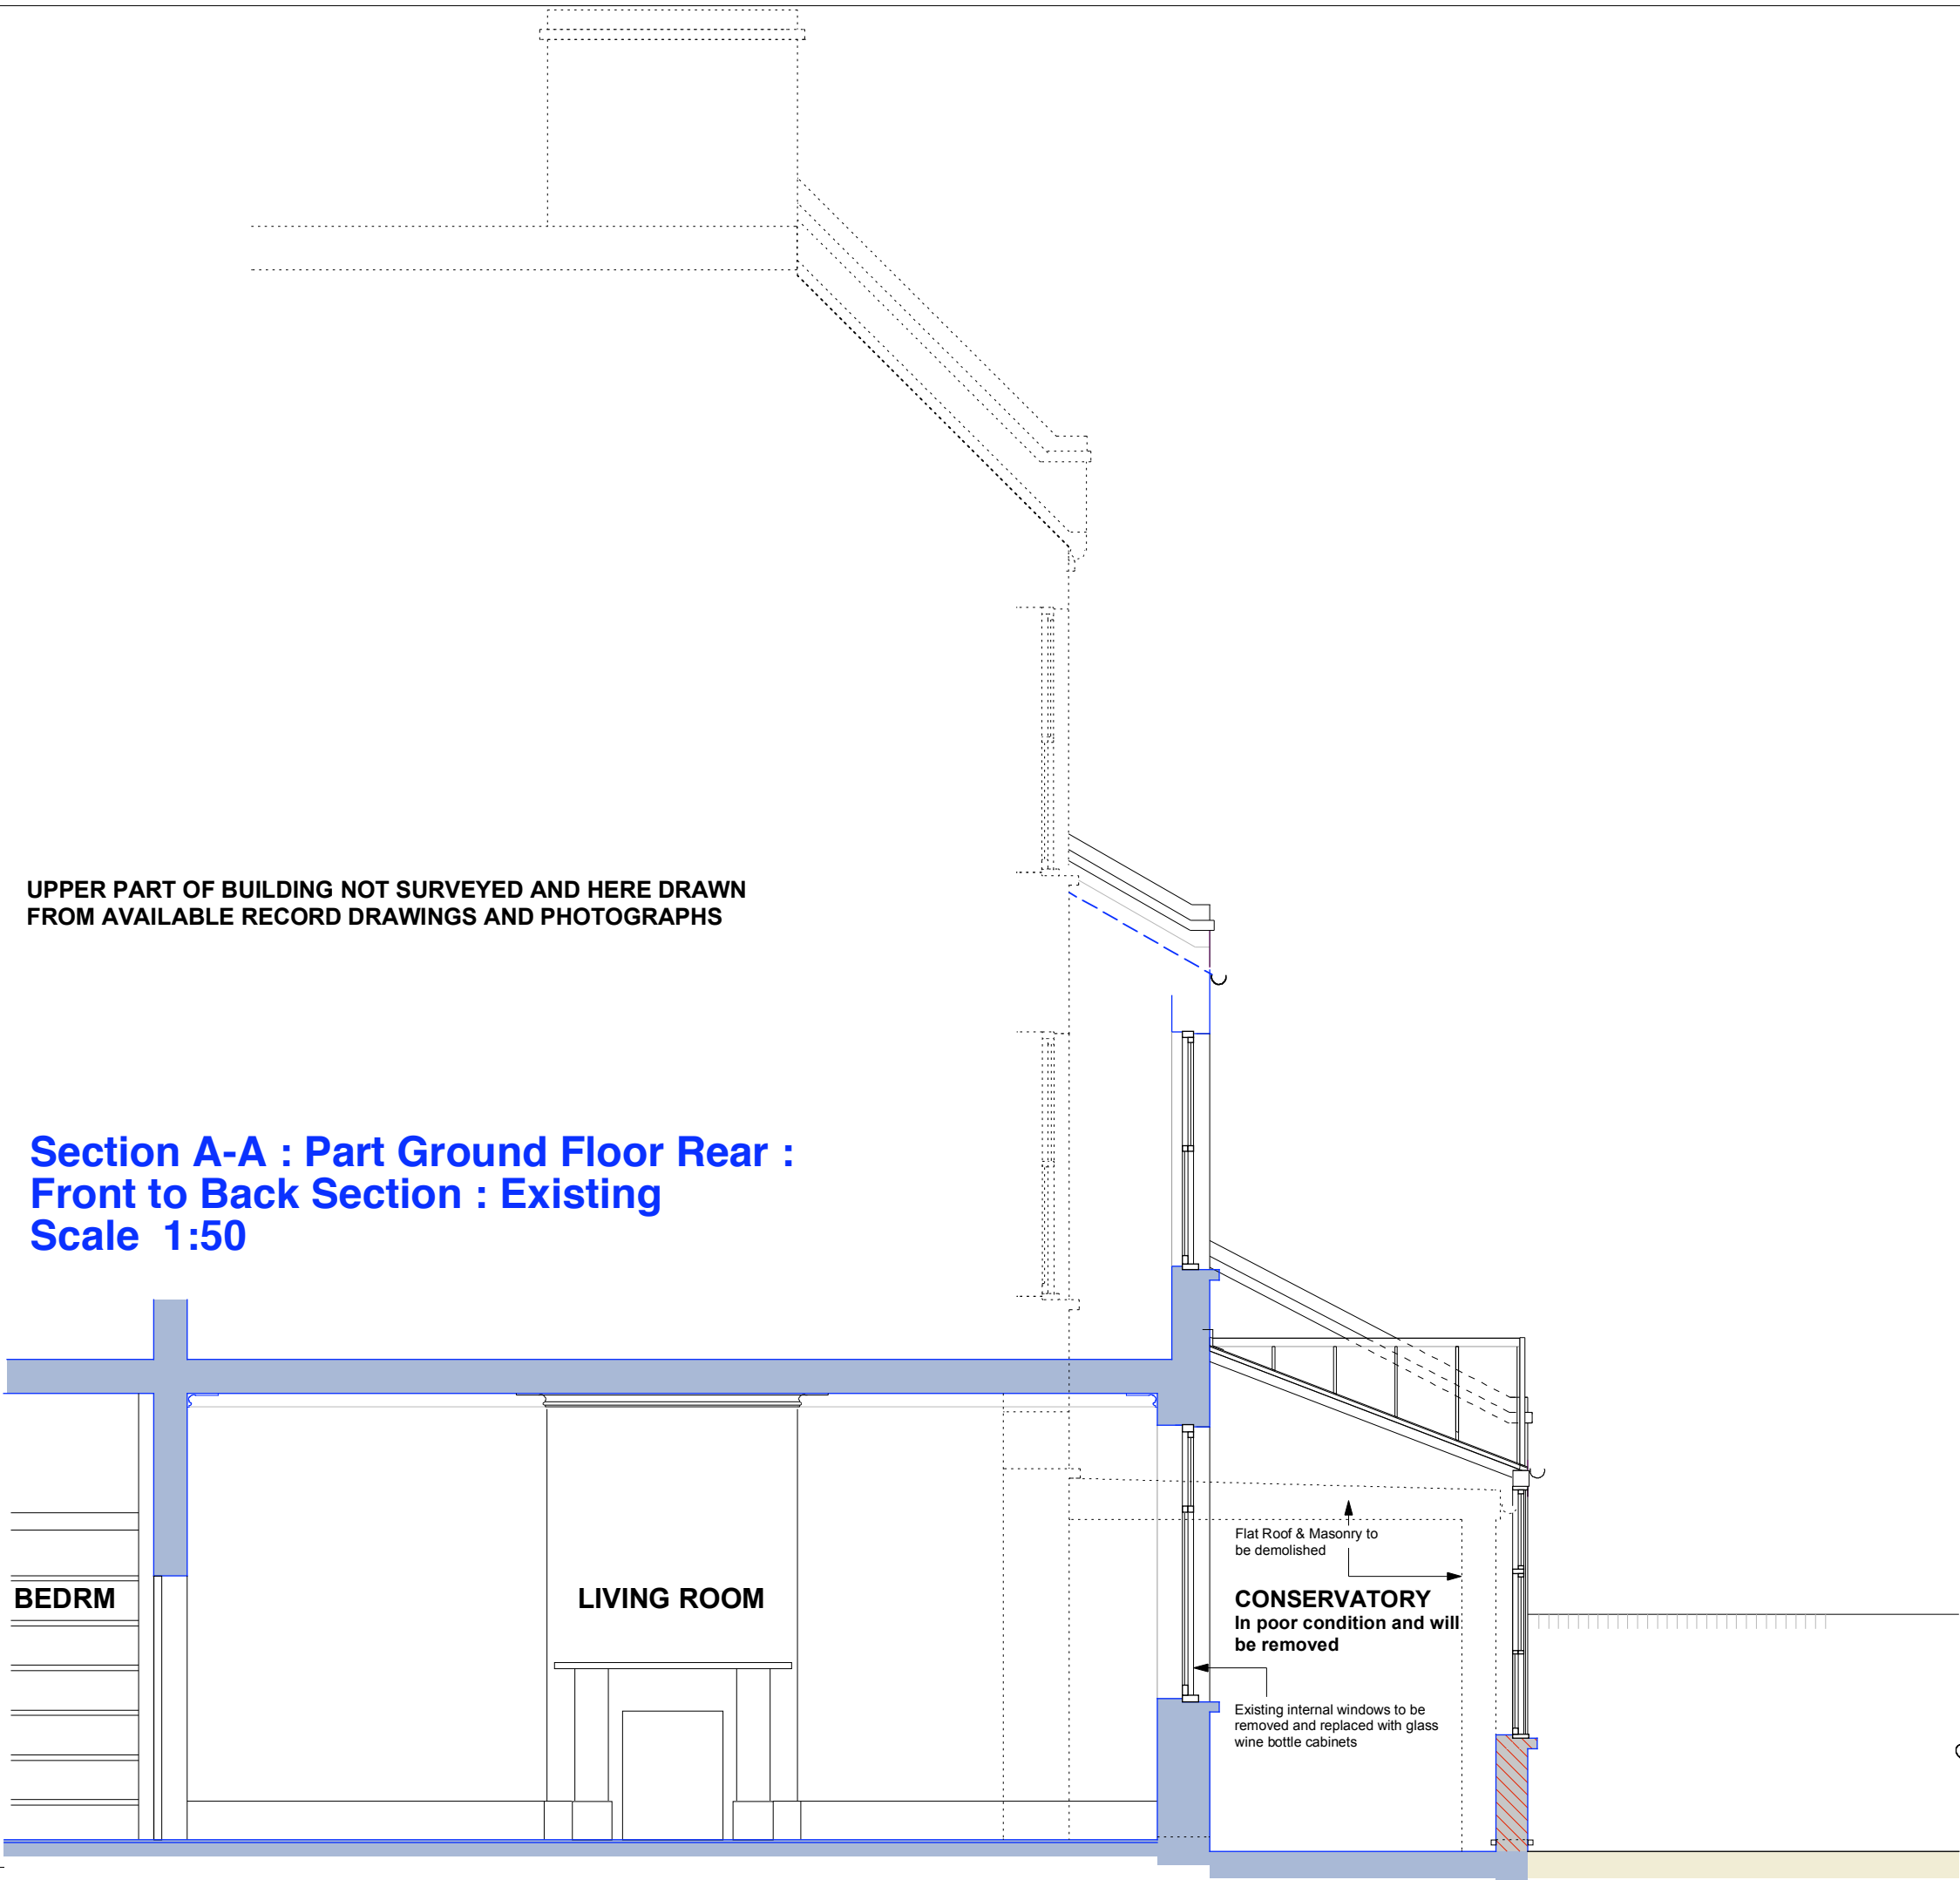 UPPER PART OF BUILDING NOT SURVEYED AND HERE DRAWN
FROM AVAILABLE RECORD DRAWINGS AND PHOTOGRAPHS
Section A-A : Part Ground Floor Rear :
Front to Back Section : Existing
Scale 1:50
BEDRM
LIVING ROOM
Flat Roof & Masonry to
be demolished
CONSERVATORY
In poor condition and will
be removed
Existing internal windows to be
removed and replaced with glass
wine bottle cabinets